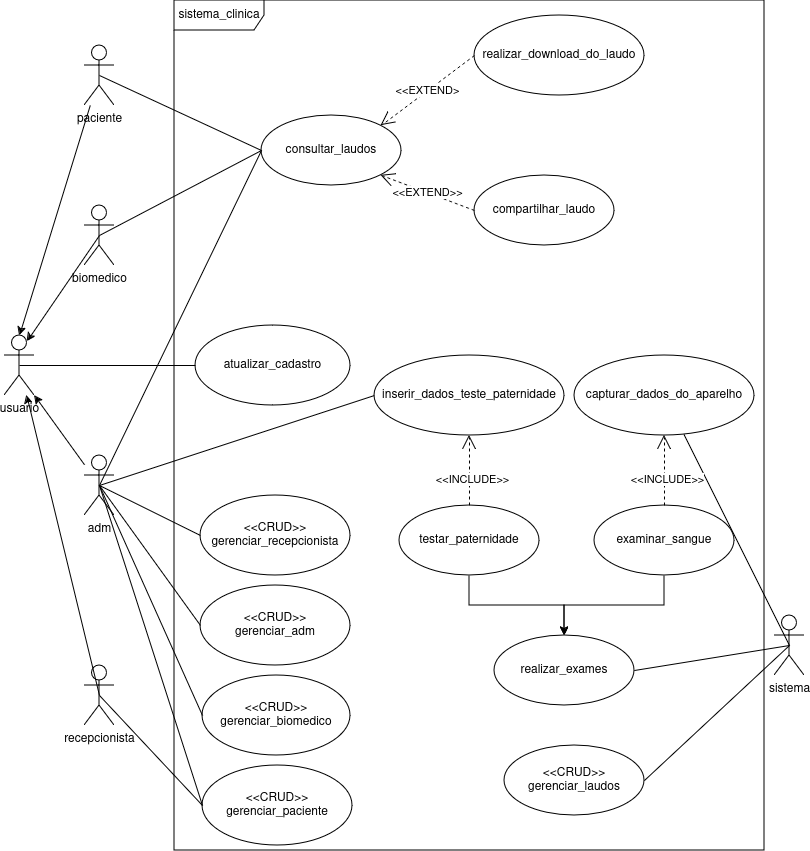 sistema_clinica
realizar_download_do_laudo
<<EXTEND>
paciente
consultar_laudos
<<EXTEND>>
compartilhar_laudo
biomedico
atualizar_cadastro
usuario
inserir_dados_teste_paternidade
capturar_dados_do_aparelho
<<INCLUDE>>
<<INCLUDE>>
adm
<<CRUD>>
gerenciar_recepcionista
testar_paternidade
examinar_sangue
<<CRUD>>
gerenciar_adm
realizar_exames
sistema
<<CRUD>>
gerenciar_biomedico
recepcionista
<<CRUD>>
gerenciar_laudos
<<CRUD>>
gerenciar_paciente